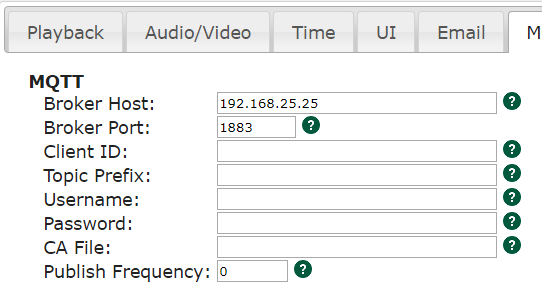 Playback Audio/Video Time UI Email M
MQTT
Broker Host: 192.168.25.25 ?
Broker Port: 1883 ?
Client ID: ?
Topic Prefix: ?
Username: ?
Password: ?
CA File: ?
Publish Frequency: 0 ?